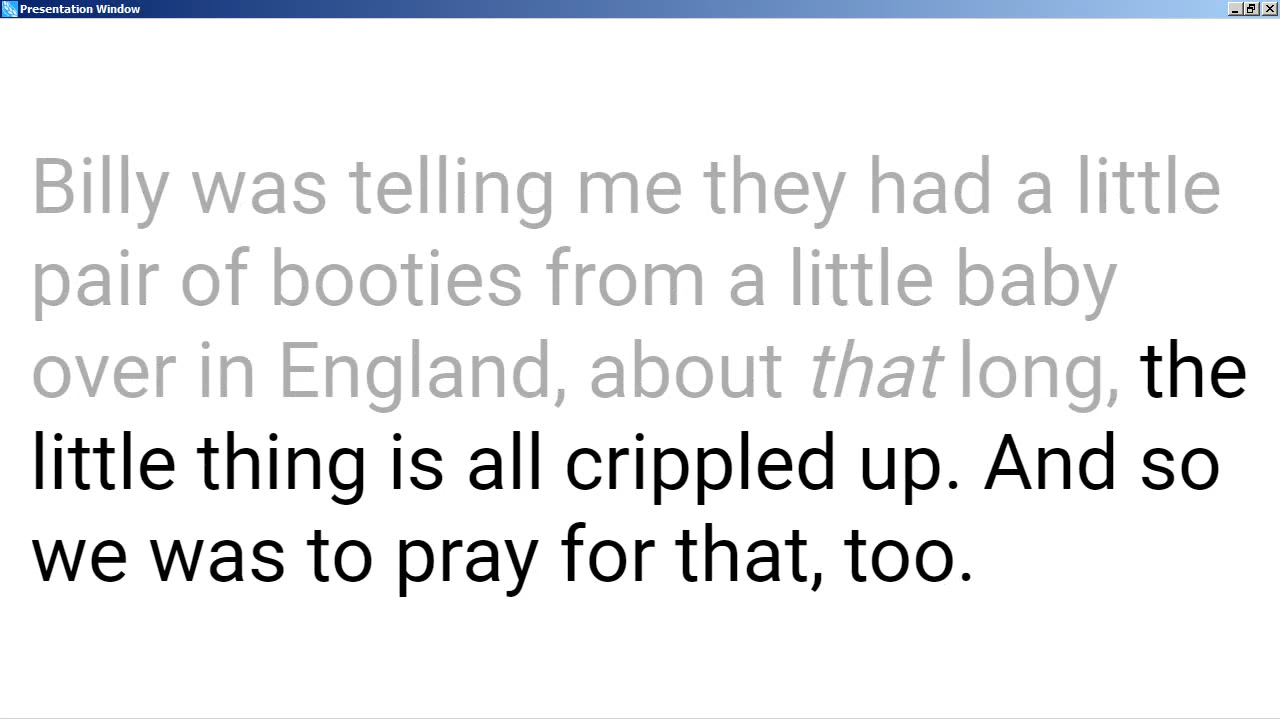 Presentation Window
Billy was telling me they had a little
pair of booties from a little baby
over in England, about that long, the
little thing is all crippled up. And so
we was to pray for that, too.